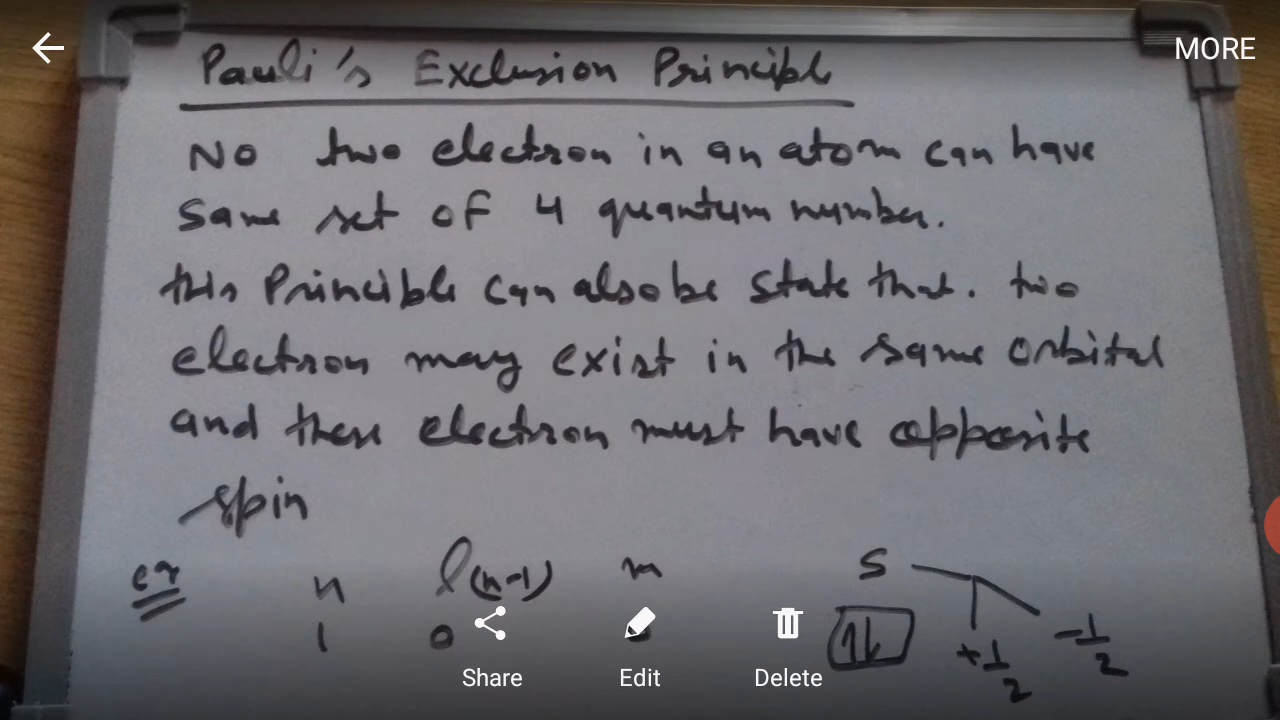 MORE
Pauli's Exclusion Principle
No two electron in an atom can have
same set of 4 quantum number.
this Principle can also be state that. two
electron may exist in the same orbital
and these electron must have opposite
spin
ex n l(n-1) m S
1 0 1l +1/2 -1/2
Share Edit Delete